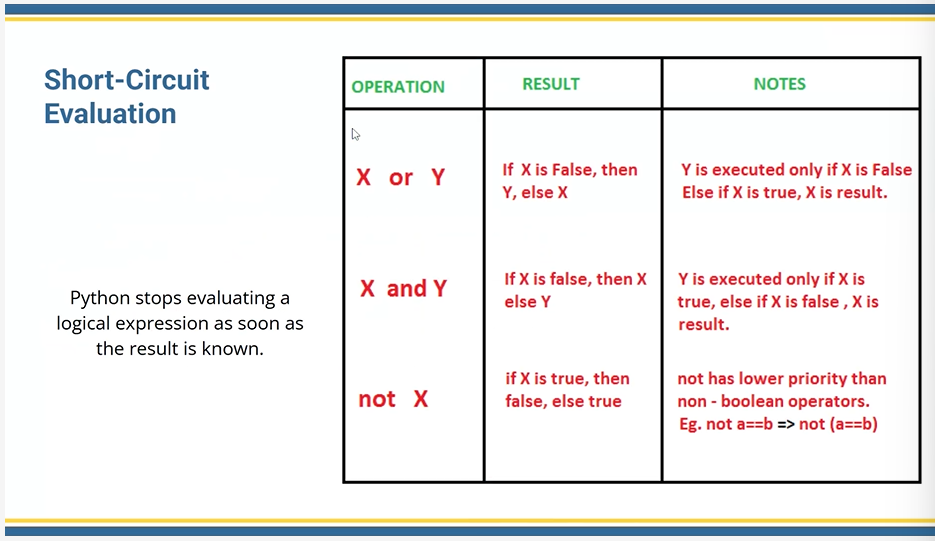 Short-Circuit
Evaluation
Python stops evaluating a
logical expression as soon as
the result is known.
OPERATION RESULT NOTES
X or Y
If X is False, then
Y, else X
Y is executed only if X is False
Else if X is true, X is result.
X and Y
If X is false, then X
else Y
Y is executed only if X is
true, else if X is false , X is
result.
not X
if X is true, then
false, else true
not has lower priority than
non - boolean operators.
Eg. not a==b => not (a==b)